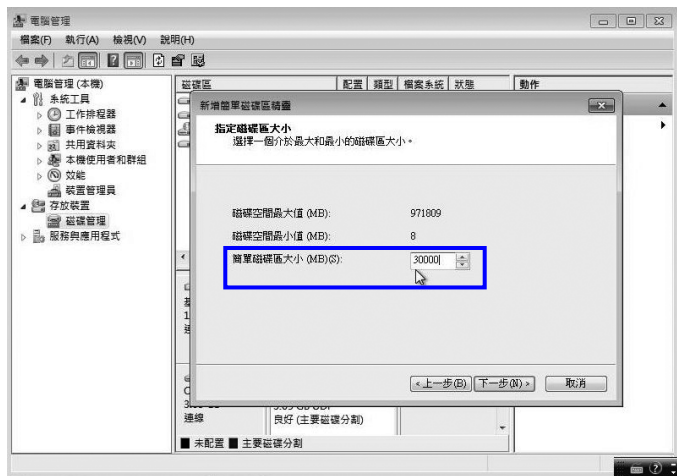 電腦管理
檔案(F) 執行(A) 檢視(V) 說明(H)
電腦管理 (本機)
系統工具
工作排程器
事件檢視器
共用資料夾
本機使用者和群組
效能
裝置管理員
存放裝置
磁碟管理
服務與應用程式
磁碟區 配置 類型 檔案系統 狀態
動作
新增簡單磁碟區精靈
指定磁碟區大小
選擇一個介於最大和最小的磁碟區大小。
磁碟空間最大值 (MB): 971809
磁碟空間最小值 (MB): 8
簡單磁碟區大小 (MB)(S): 30000
<上一步(B) 下一步(N)> 取消
連線
良好 (主要磁碟分割)
未配置 主要磁碟分割